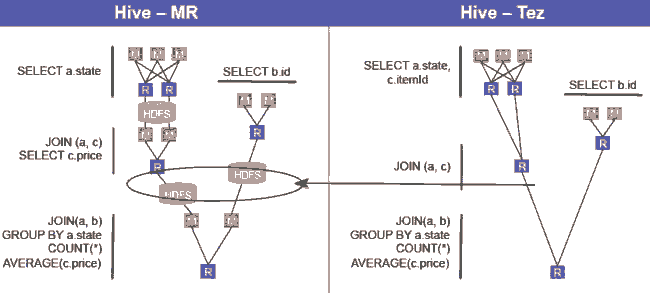 Hive – MR
Hive – Tez
SELECT a.state
SELECT b.id
R
R
HDFS
R
JOIN (a, c)
SELECT c.price
R
HDFS
HDFS
JOIN(a, b)
GROUP BY a.state
COUNT(*)
AVERAGE(c.price)
R
SELECT a.state,
c.itemId
SELECT b.id
R
R
R
JOIN (a, c)
R
JOIN(a, b)
GROUP BY a.state
COUNT(*)
AVERAGE(c.price)
R